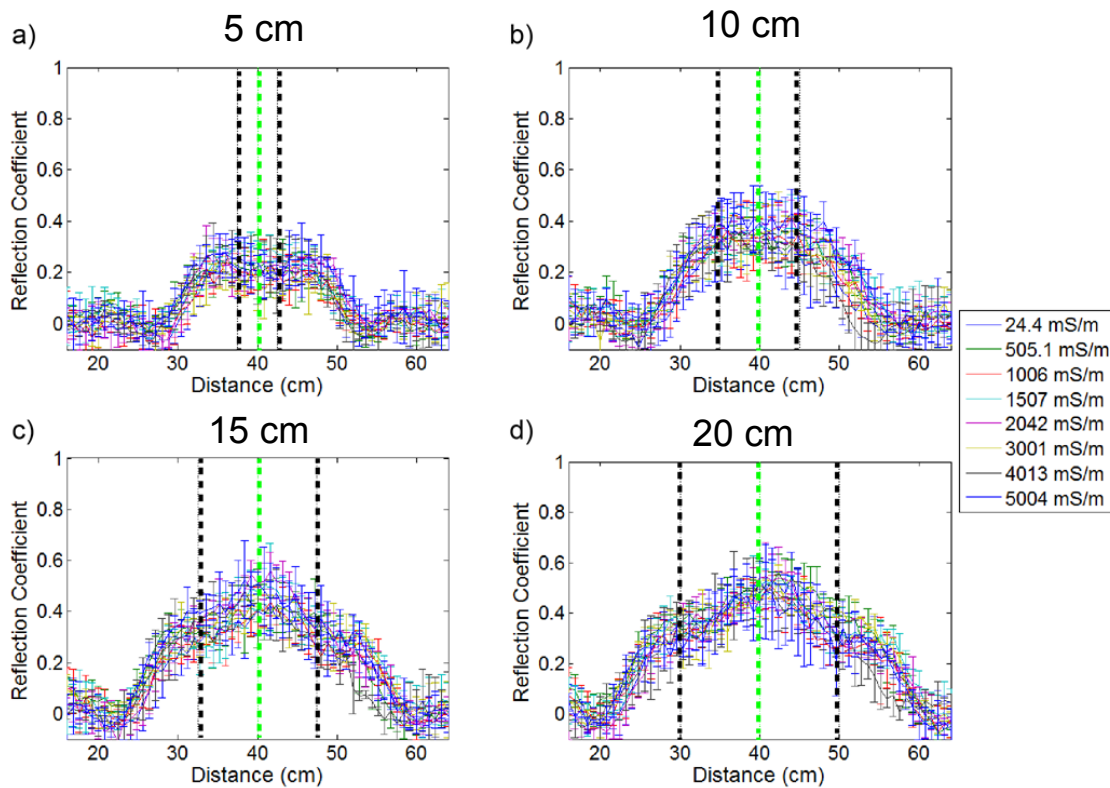 a) 5 cm
1
0.8
0.6
0.4
0.2
0
Reflection Coefficient
20 30 40 50 60
Distance (cm)
b) 10 cm
1
0.8
0.6
0.4
0.2
0
Reflection Coefficient
20 30 40 50 60
Distance (cm)
24.4 mS/m
505.1 mS/m
1006 mS/m
1507 mS/m
2042 mS/m
3001 mS/m
4013 mS/m
5004 mS/m
c) 15 cm
1
0.8
0.6
0.4
0.2
0
Reflection Coefficient
20 30 40 50 60
Distance (cm)
d) 20 cm
1
0.8
0.6
0.4
0.2
0
Reflection Coefficient
20 30 40 50 60
Distance (cm)